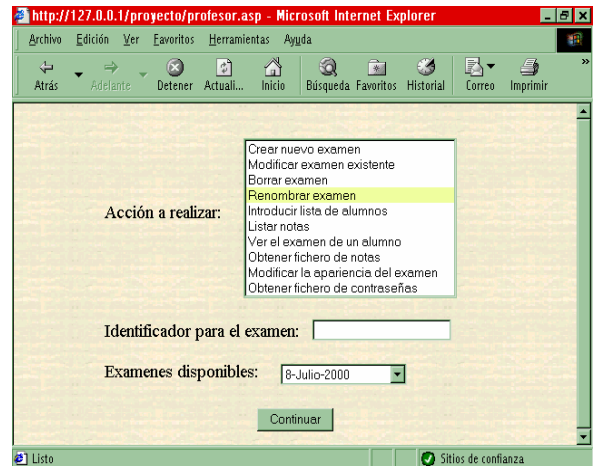 http://127.0.0.1/proyecto/profesor.asp - Microsoft Internet Explorer
Archivo Edición Ver Favoritos Herramientas Ayuda
Atrás Adelante Detener Actuali... Inicio Búsqueda Favoritos Historial Correo Imprimir »
Crear nuevo examen
Modificar examen existente
Borrar examen
Renombrar examen
Acción a realizar:
Introducir lista de alumnos
Listar notas
Ver el examen de un alumno
Obtener fichero de notas
Modificar la apariencia del examen
Obtener fichero de contraseñas
Identificador para el examen:
Examenes disponibles: 8-Julio-2000
Continuar
Listo Sitios de confianza